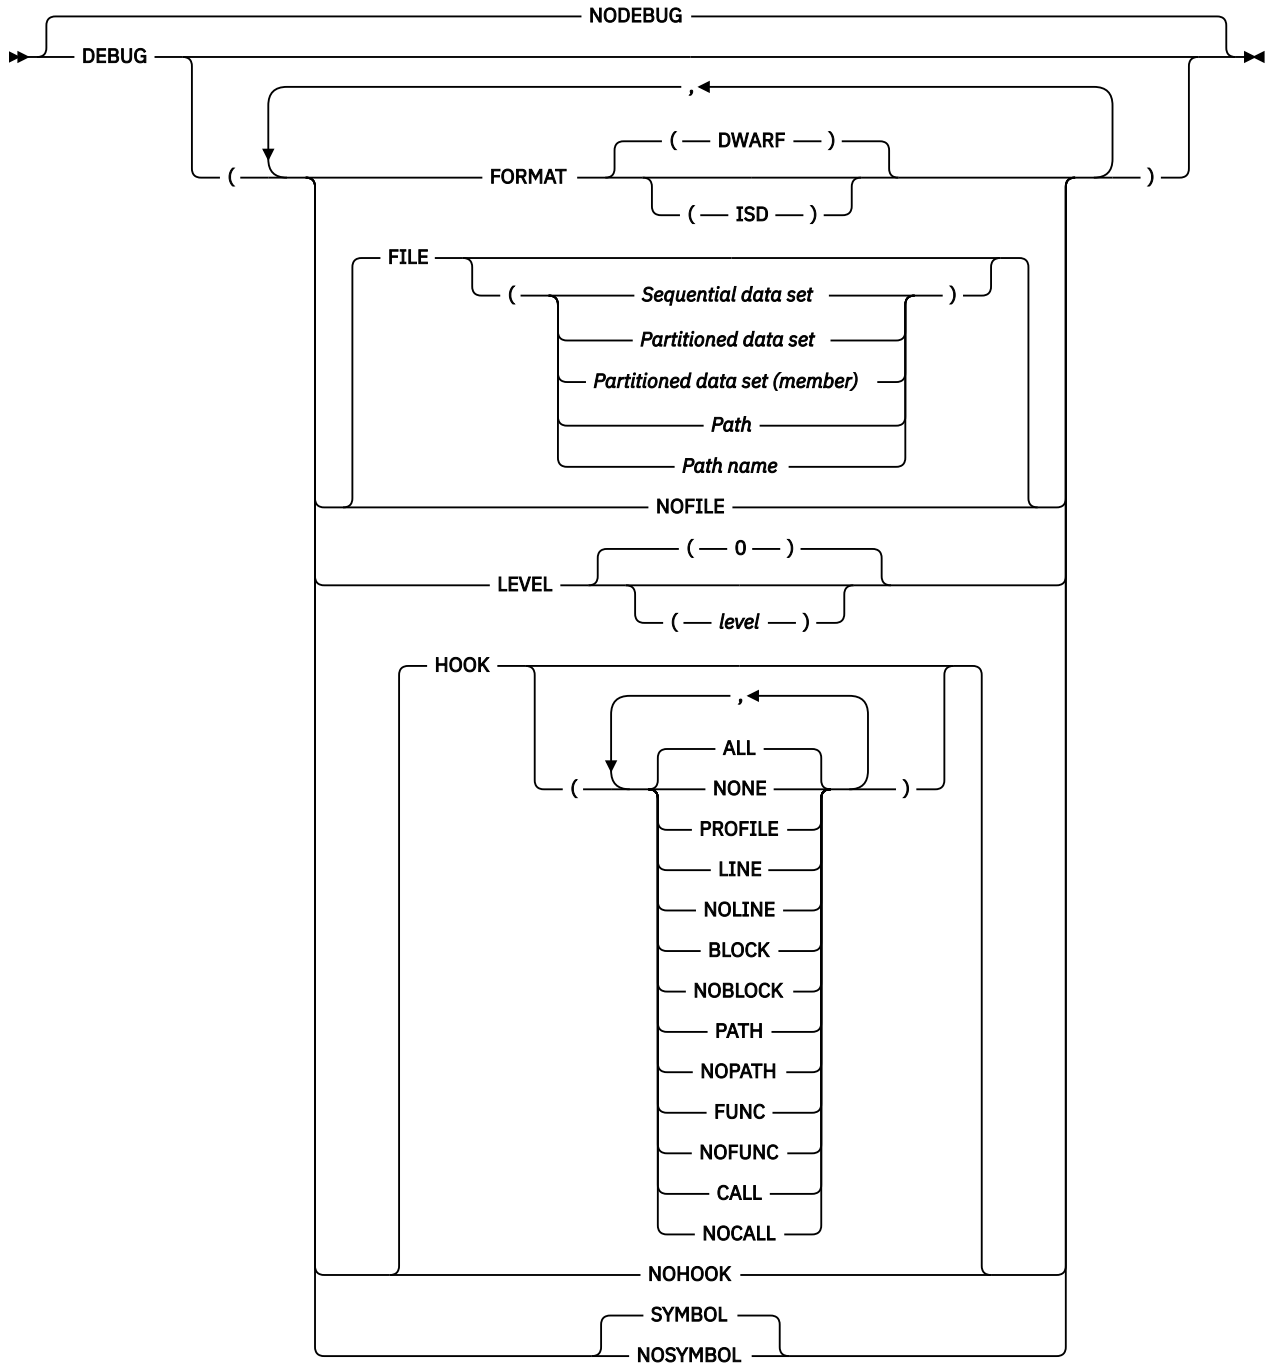 NODEBUG
DEBUG
,
( DWARF )
( FORMAT )
( ISD )
FILE
( Sequential data set )
Partitioned data set
Partitioned data set (member)
Path
Path name
NOFILE
( 0 )
LEVEL
( level )
HOOK
,
ALL
( NONE )
PROFILE
LINE
NOLINE
BLOCK
NOBLOCK
PATH
NOPATH
FUNC
NOFUNC
CALL
NOCALL
NOHOOK
SYMBOL
NOSYMBOL